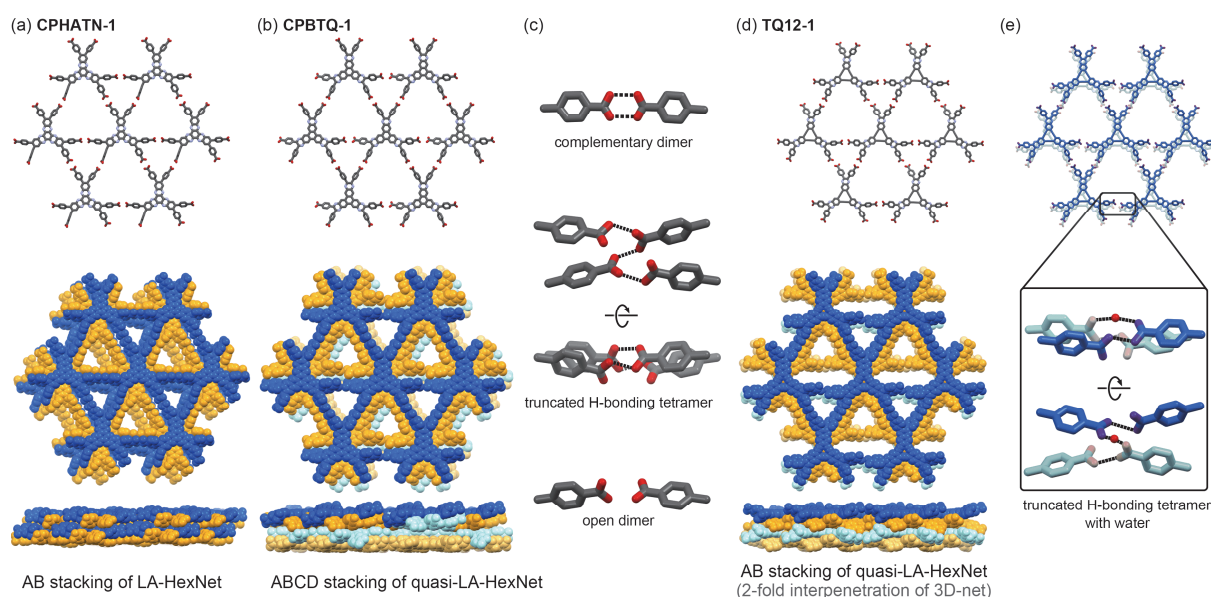 (a) CPHATN-1
(b) CPBTQ-1
(c)
(d) TQ12-1
(e)
complementary dimer
truncated H-bonding tetramer
open dimer
truncated H-bonding tetramer
with water
AB stacking of LA-HexNet
ABCD stacking of quasi-LA-HexNet
AB stacking of quasi-LA-HexNet
(2-fold interpenetration of 3D-net)